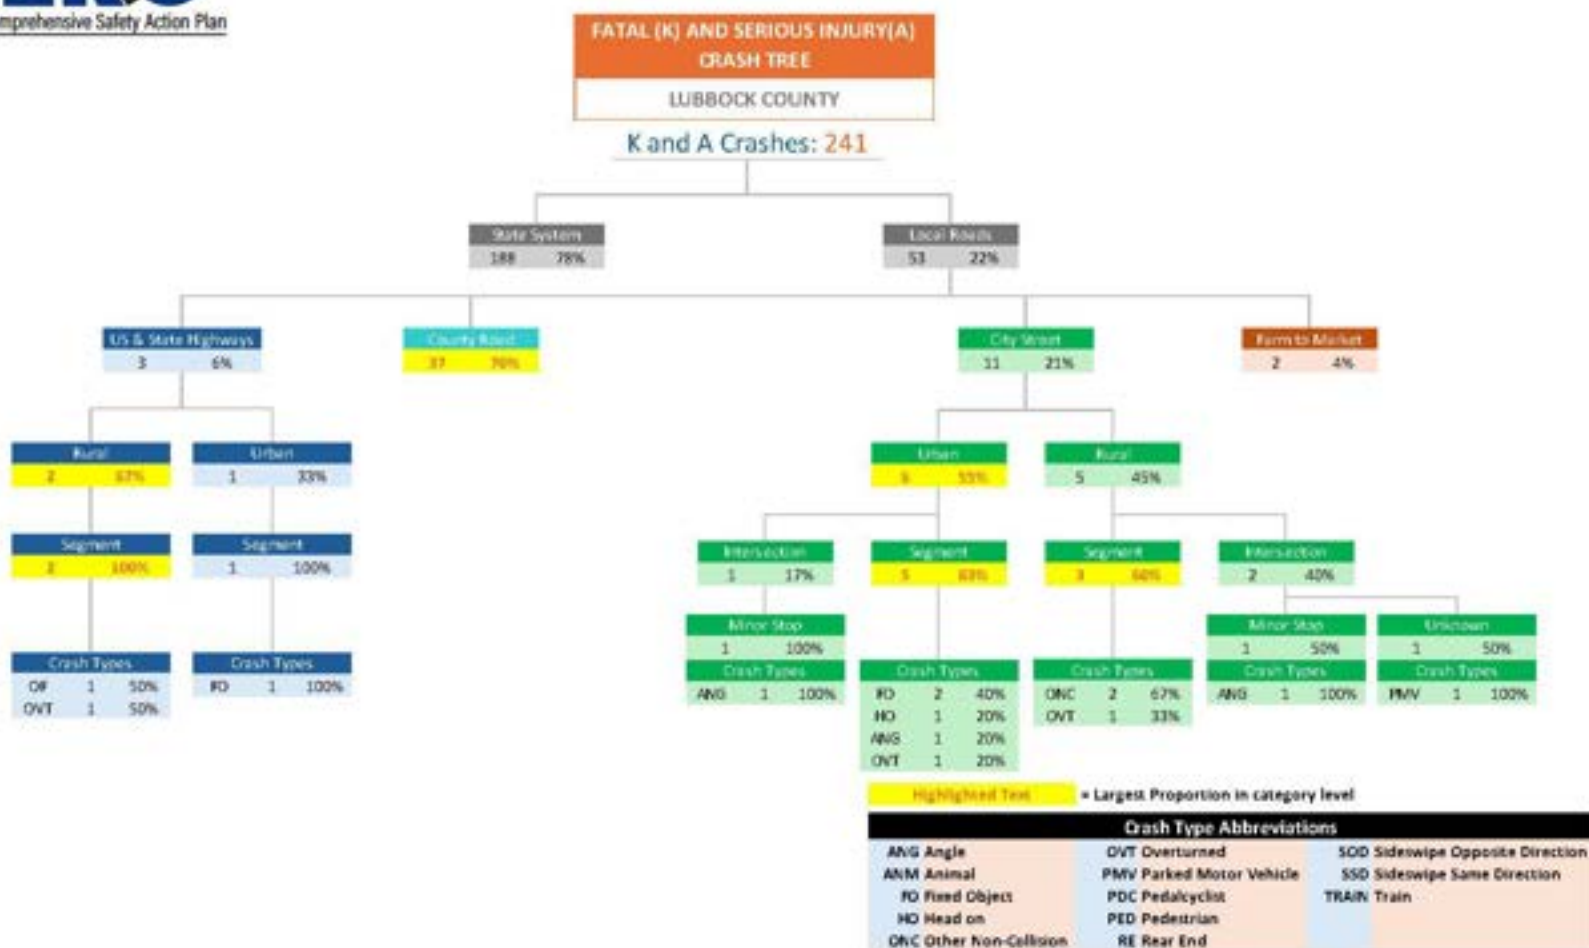 mprehensive Safety Action Plan
FATAL (K) AND SERIOUS INJURY(A)
CRASH TREE
LUBBOCK COUNTY
K and A Crashes: 241
State System
188 78%
Local Roads
53 22%
US & State Highways
3 6%
County Road
37 70%
City Street
11 21%
Farm to Market
2 4%
Rural
2 67%
Urban
1 33%
Urban
6 55%
Rural
5 45%
Segment
2 100%
Segment
1 100%
Intersection
1 17%
Segment
5 83%
Segment
3 60%
Intersection
2 40%
Minor Stop
1 100%
Minor Stop
1 50%
Unknown
1 50%
Crash Types
OF 1 50%
OVT 1 50%
Crash Types
FO 1 100%
Crash Types
ANG 1 100%
Crash Types
FO 2 40%
HO 1 20%
ANG 1 20%
OVT 1 20%
Crash Types
ONC 2 67%
OVT 1 33%
Crash Types
ANG 1 100%
Crash Types
PMV 1 100%
Highlighted Text = Largest Proportion in category level
Crash Type Abbreviations
ANG Angle OVT Overturned SOD Sideswipe Opposite Direction
ANM Animal PMV Parked Motor Vehicle SSD Sideswipe Same Direction
FO Fixed Object PDC Pedalcyclist TRAIN Train
HO Head on PED Pedestrian
ONC Other Non-Collision RE Rear End